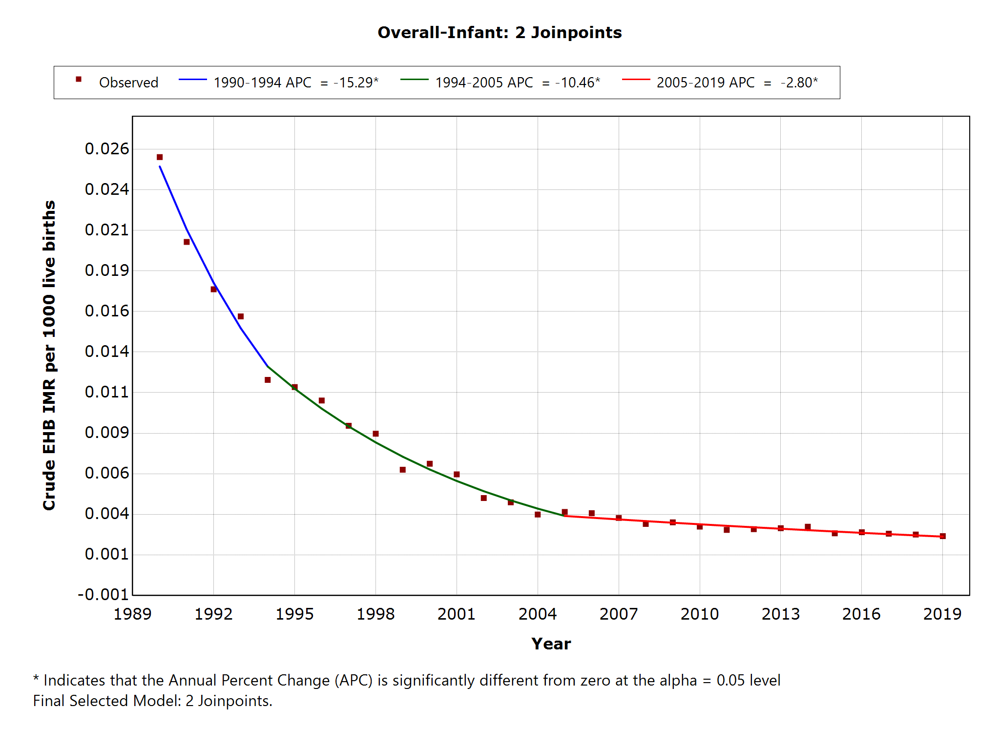 Overall-Infant: 2 Joinpoints
Observed 1990-1994 APC = -15.29* 1994-2005 APC = -10.46* 2005-2019 APC = -2.80*
Crude EHB IMR per 1000 live births
0.026
0.024
0.021
0.019
0.016
0.014
0.011
0.009
0.006
0.004
0.001
-0.001
1989 1992 1995 1998 2001 2004 2007 2010 2013 2016 2019
Year
* Indicates that the Annual Percent Change (APC) is significantly different from zero at the alpha = 0.05 level
Final Selected Model: 2 Joinpoints.